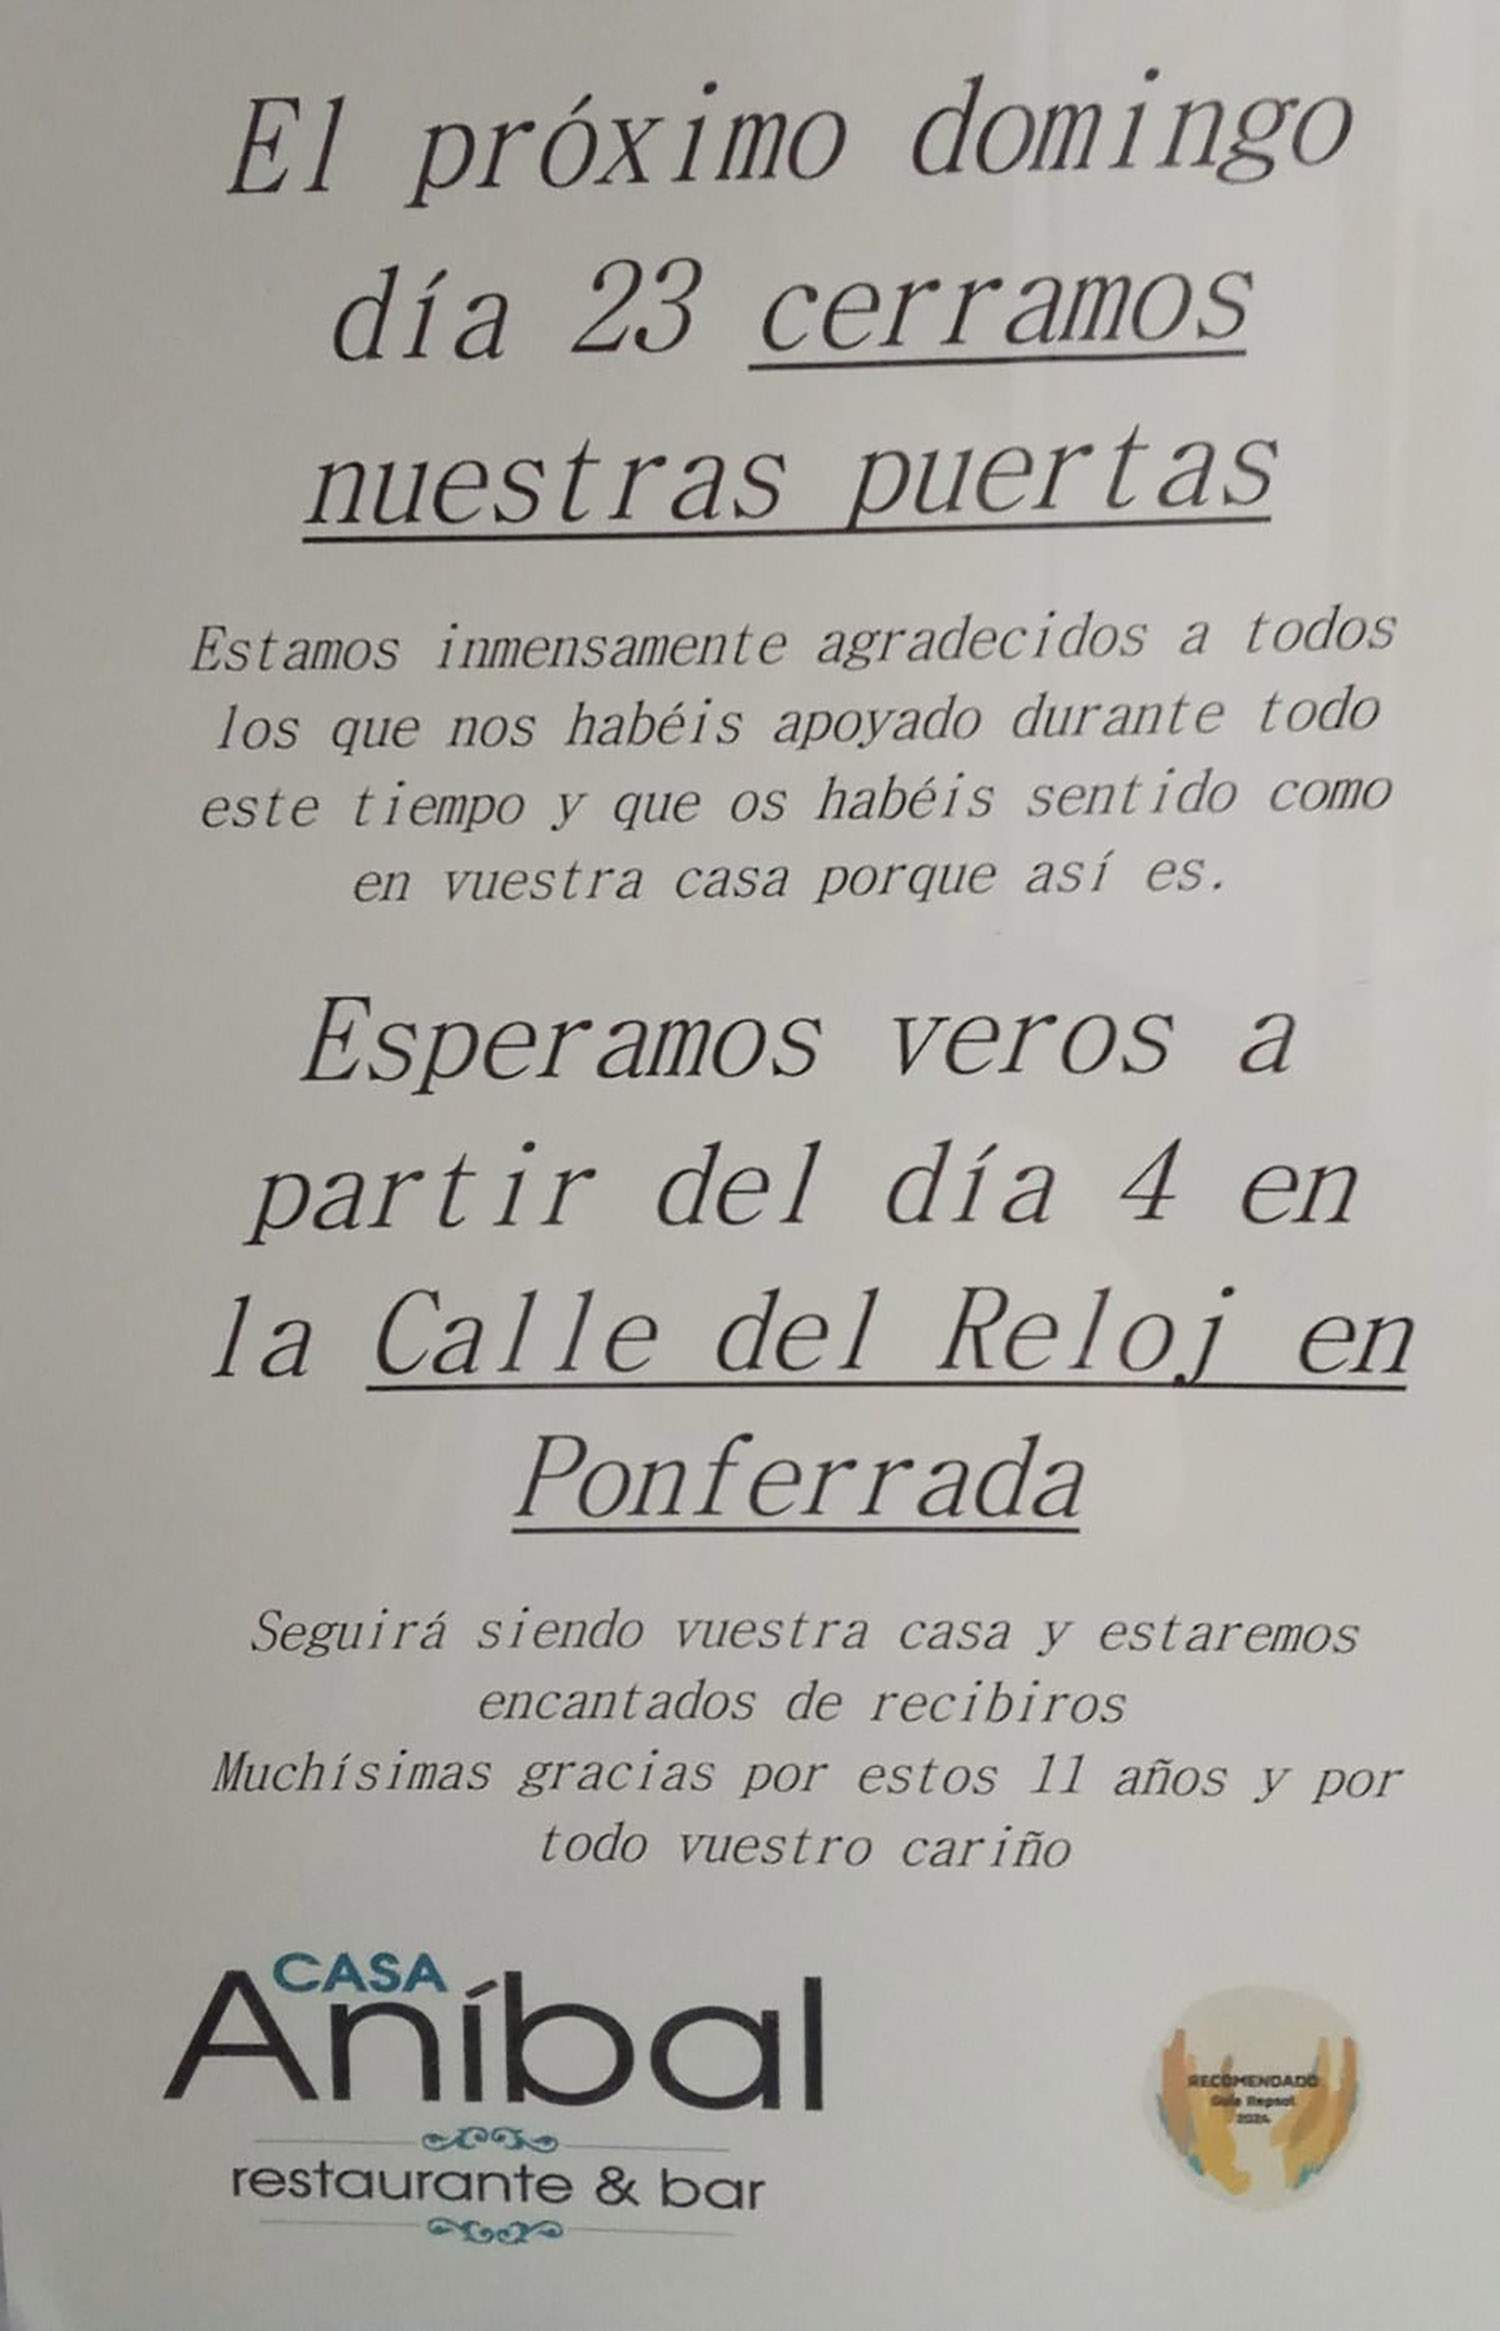 El próximo domingo
día 23 cerramos
nuestras puertas
Estamos inmensamente agradecidos a todos
los que nos habéis apoyado durante todo
este tiempo y que os habéis sentido como
en vuestra casa porque así es.
Esperamos veros a
partir del día 4 en
la Calle del Reloj en
Ponferrada
Seguirá siendo vuestra casa y estaremos
encantados de recibiros
Muchísimas gracias por estos 11 años y por
todo vuestro cariño
CASA
Aníbal
restaurante & bar
RECOMENDADO
Guía Repsol
2024